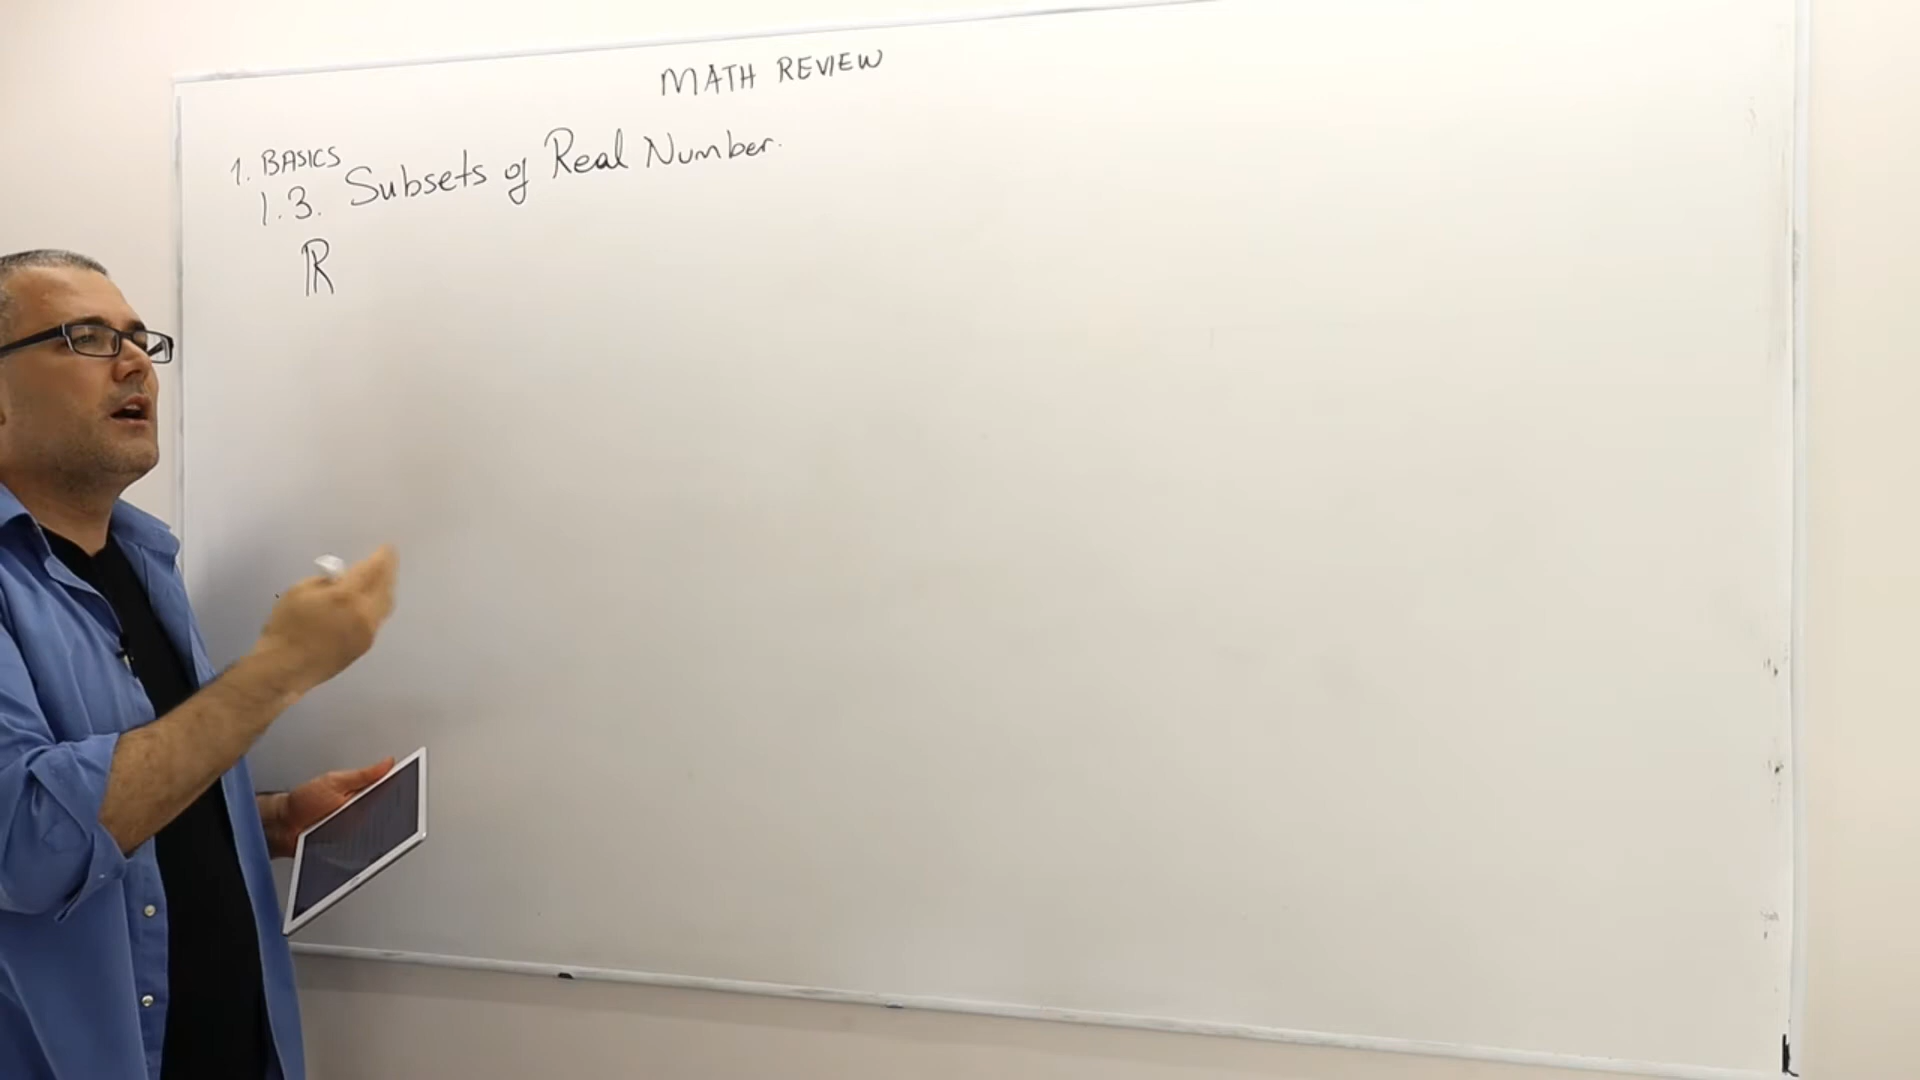 MATH REVIEW
1. BASICS
1.3. Subsets of Real Number.
ℝ